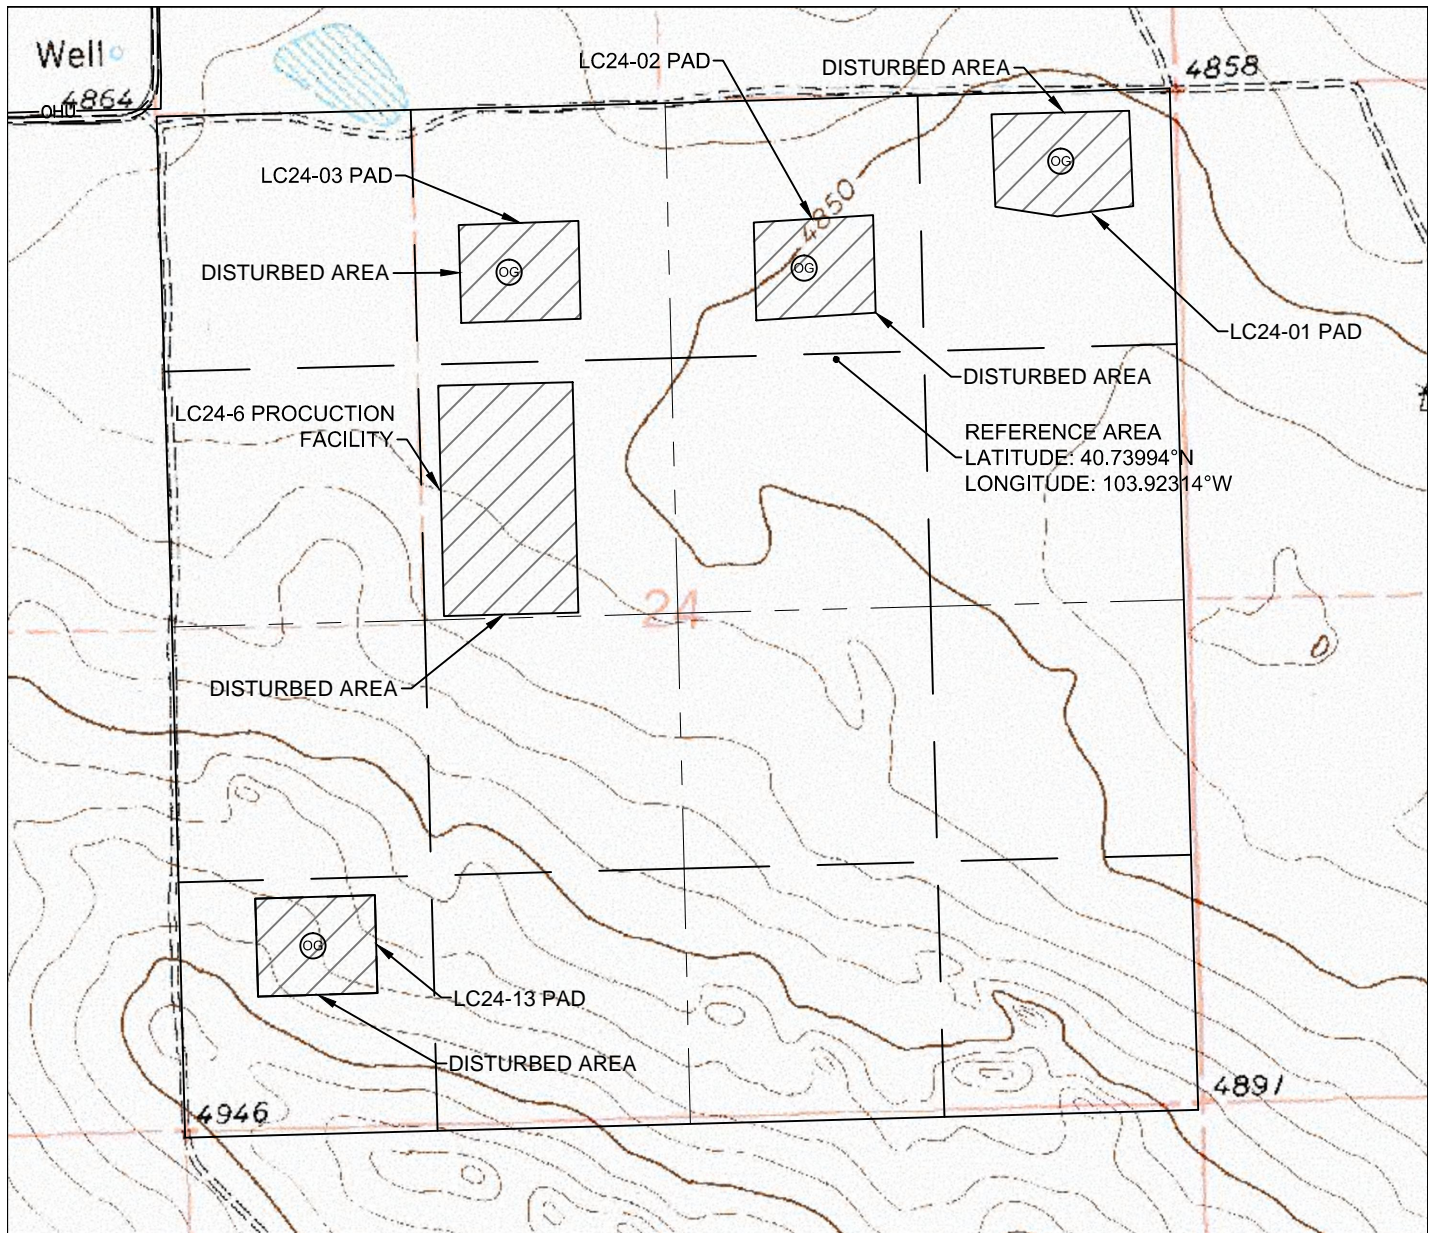 Well
4864
OHU
LC24-02 PAD
DISTURBED AREA
4858
OG
LC24-03 PAD
4850
DISTURBED AREA
OG
OG
LC24-01 PAD
DISTURBED AREA
LC24-6 PROCUCTION
FACILITY
REFERENCE AREA
LATITUDE: 40.73994°N
LONGITUDE: 103.92314°W
24
DISTURBED AREA
OG
LC24-13 PAD
DISTURBED AREA
4891
4946